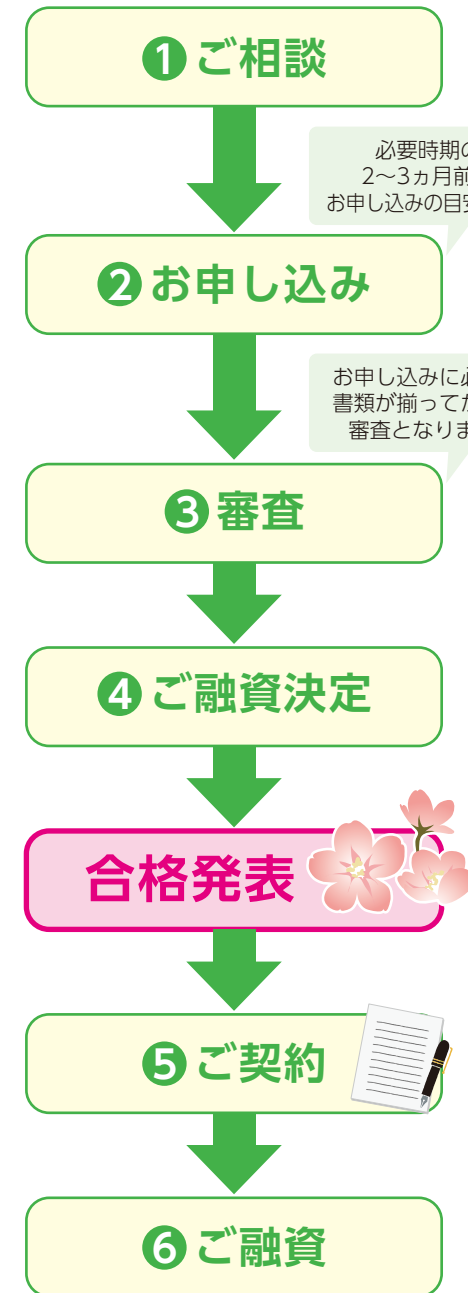 ❶ご相談
必要時期の
2〜3ヵ月前
お申し込みの目安
❷お申し込み
お申し込みに必
書類が揃ってか
審査となりま
❸審査
❹ご融資決定
合格発表
❺ご契約
❻ご融資